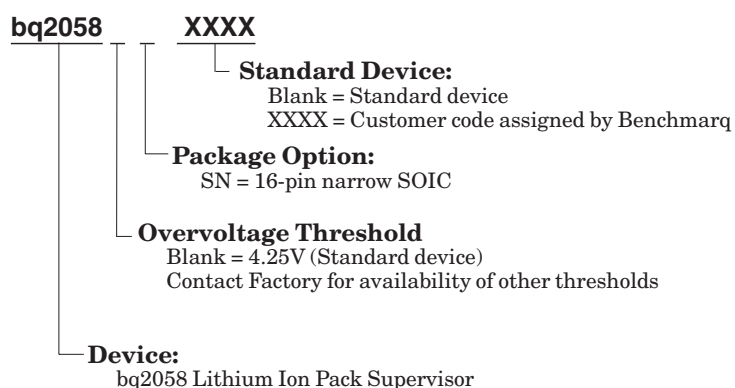 bq2058 _ _ XXXX
Standard Device:
Blank = Standard device
XXXX = Customer code assigned by Benchmarq
Package Option:
SN = 16-pin narrow SOIC
Overvoltage Threshold
Blank = 4.25V (Standard device)
Contact Factory for availability of other thresholds
Device:
bq2058 Lithium Ion Pack Supervisor